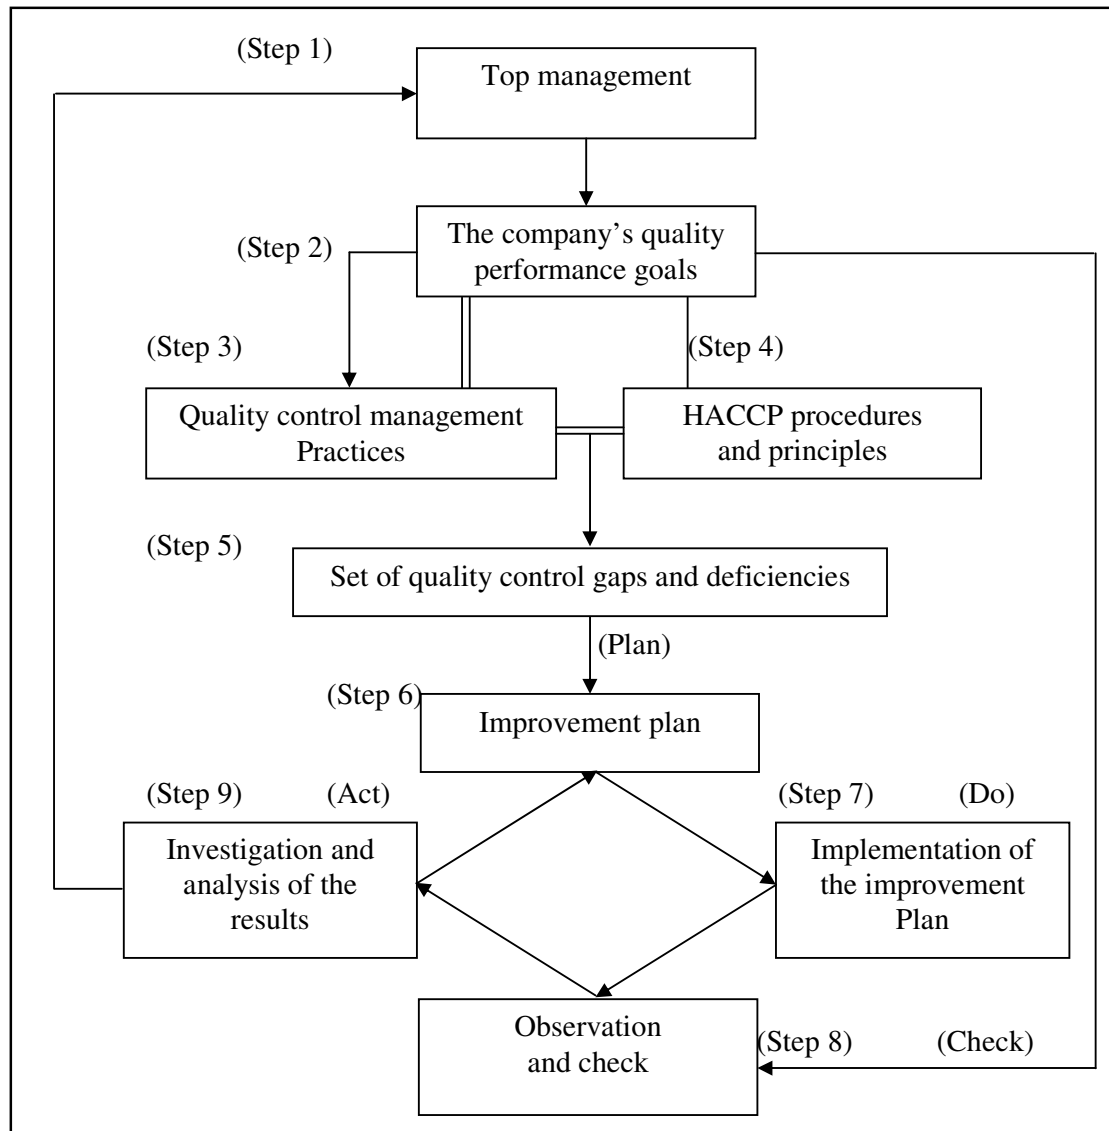 (Step 1)
Top management
(Step 2)
The company’s quality
performance goals
(Step 3)
(Step 4)
Quality control management
Practices
HACCP procedures
and principles
(Step 5)
Set of quality control gaps and deficiencies
(Plan)
(Step 6)
Improvement plan
(Step 9)
(Act)
(Step 7)
(Do)
Investigation and
analysis of the
results
Implementation of
the improvement
Plan
Observation
and check
(Step 8)
(Check)